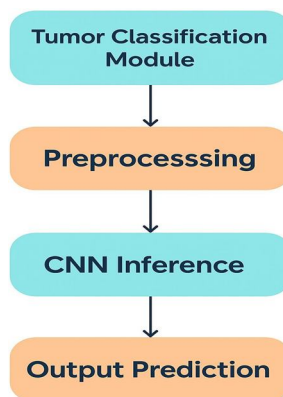 Tumor Classification
Module
Preprocesssing
CNN Inference
Output Prediction